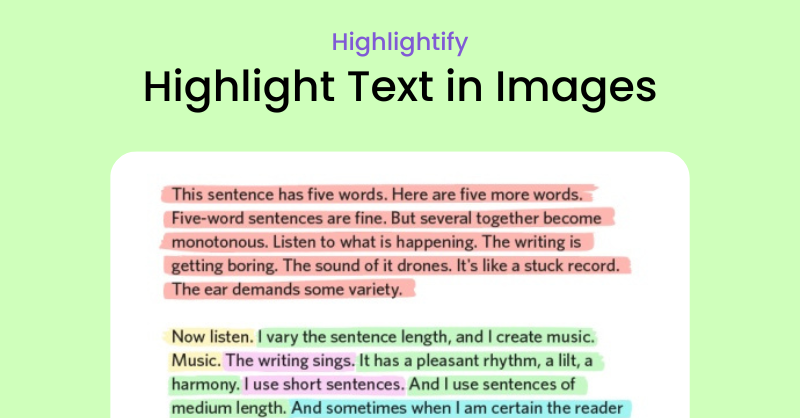 Highlightify
Highlight Text in Images
This sentence has five words. Here are five more words.
Five-word sentences are fine. But several together become
monotonous. Listen to what is happening. The writing is
getting boring. The sound of it drones. It's like a stuck record.
The ear demands some variety.
Now listen. I vary the sentence length, and I create music.
Music. The writing sings. It has a pleasant rhythm, a lilt, a
harmony. I use short sentences. And I use sentences of
medium length. And sometimes when I am certain the reader